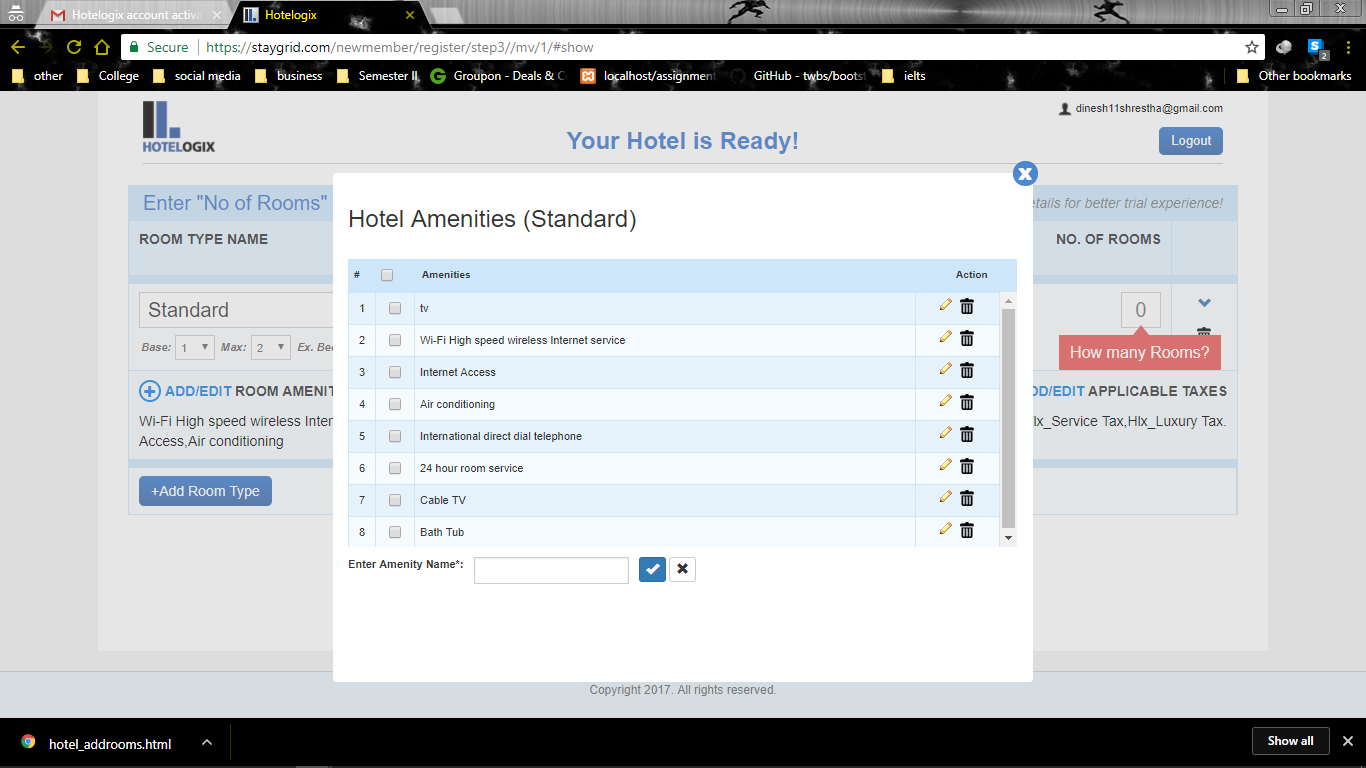 Hotelogix account activa
Hotelogix
Secure
https://staygrid.com/newmember/register/step3//mv/1/#show
2
other
College
social media
business
Semester II
Groupon - Deals & C
localhost/assignment
GitHub - twbs/boots
ielts
Other bookmarks
HOTELOGIX
Your Hotel is Ready!
dinesh11shrestha@gmail.com
Logout
Enter "No of Rooms"
etails for better trial experience!
ROOM TYPE NAME
NO. OF ROOMS
Standard
0
Base: 1 Max: 2 Ex. Bed
How many Rooms?
ADD/EDIT ROOM AMENIT
DD/EDIT APPLICABLE TAXES
Wi-Fi High speed wireless Inter
Access,Air conditioning
lx_Service Tax,Hlx_Luxury Tax.
+Add Room Type
Hotel Amenities (Standard)
# Amenities Action
1 tv
2 Wi-Fi High speed wireless Internet service
3 Internet Access
4 Air conditioning
5 International direct dial telephone
6 24 hour room service
7 Cable TV
8 Bath Tub
Enter Amenity Name*:
Copyright 2017. All rights reserved.
hotel_addrooms.html
Show all